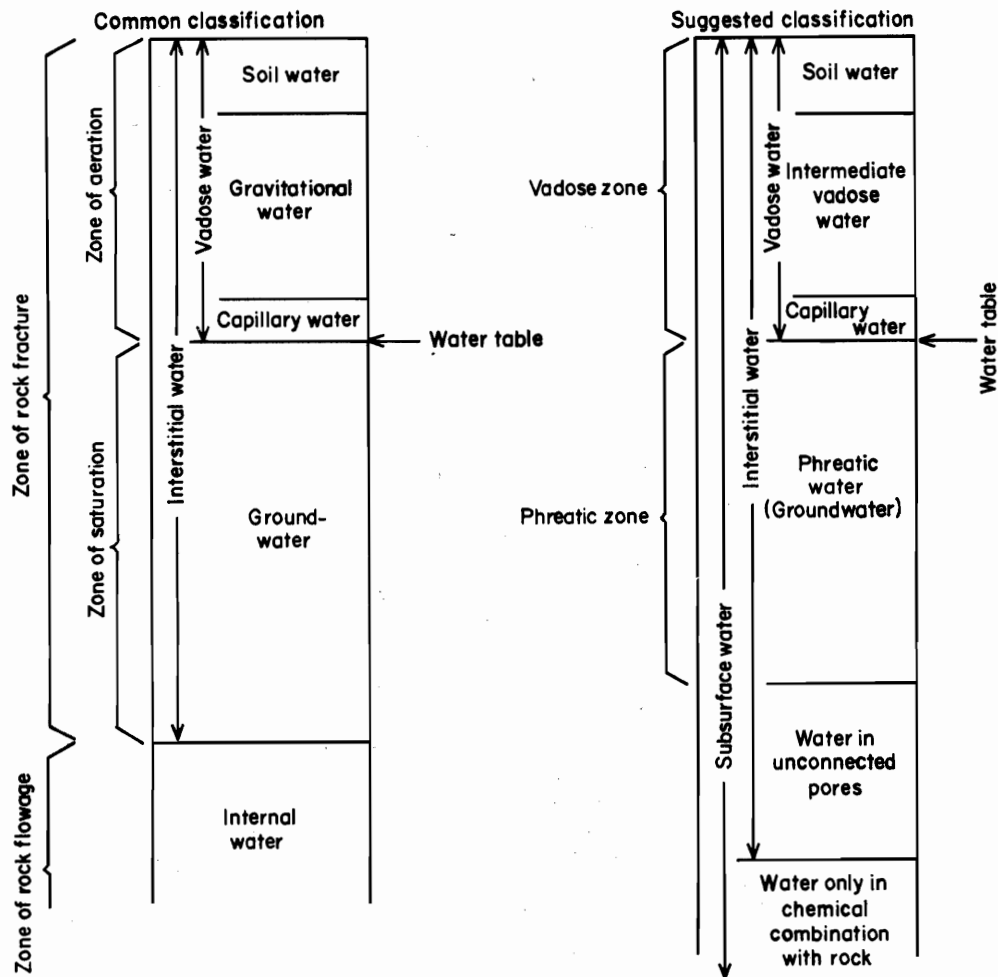 Common classification
Zone of rock fracture
Zone of rock flowage
Zone of aeration
Zone of saturation
Interstitial water
Vadose water
Soil water
Gravitational
water
Capillary water
Water table
Ground-
water
Internal
water
Suggested classification
Vadose zone
Phreatic zone
Subsurface water
Interstitial water
Vadose water
Soil water
Intermediate
vadose
water
Capillary
water
Water table
Phreatic
water
(Groundwater)
Water in
unconnected
pores
Water only in
chemical
combination
with rock